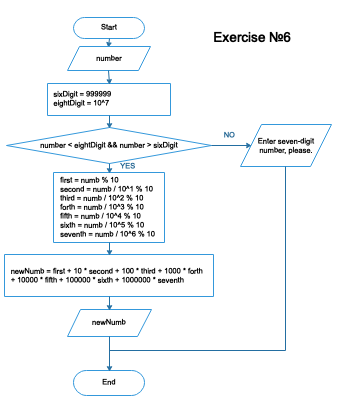 Start
Exercise №6
number
sixDigit = 999999
eightDigit = 10^7
number < eightDigit && number > sixDigit
NO
Enter seven-digit
number, please.
YES
first = numb % 10
second = numb / 10^1 % 10
third = numb / 10^2 % 10
forth = numb / 10^3 % 10
fifth = numb / 10^4 % 10
sixth = numb / 10^5 % 10
seventh = numb / 10^6 % 10
newNumb = first + 10 * second + 100 * third + 1000 * forth
+ 10000 * fifth + 100000 * sixth + 1000000 * seventh
newNumb
End